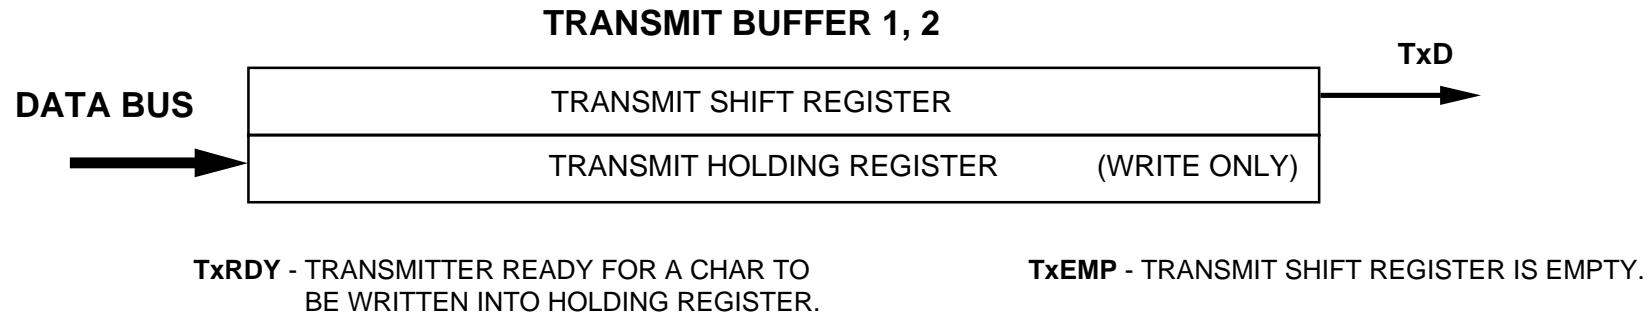 TRANSMIT BUFFER 1, 2
TxD
DATA BUS
TRANSMIT SHIFT REGISTER
TRANSMIT HOLDING REGISTER (WRITE ONLY)
TxRDY - TRANSMITTER READY FOR A CHAR TO
BE WRITTEN INTO HOLDING REGISTER.
TxEMP - TRANSMIT SHIFT REGISTER IS EMPTY.